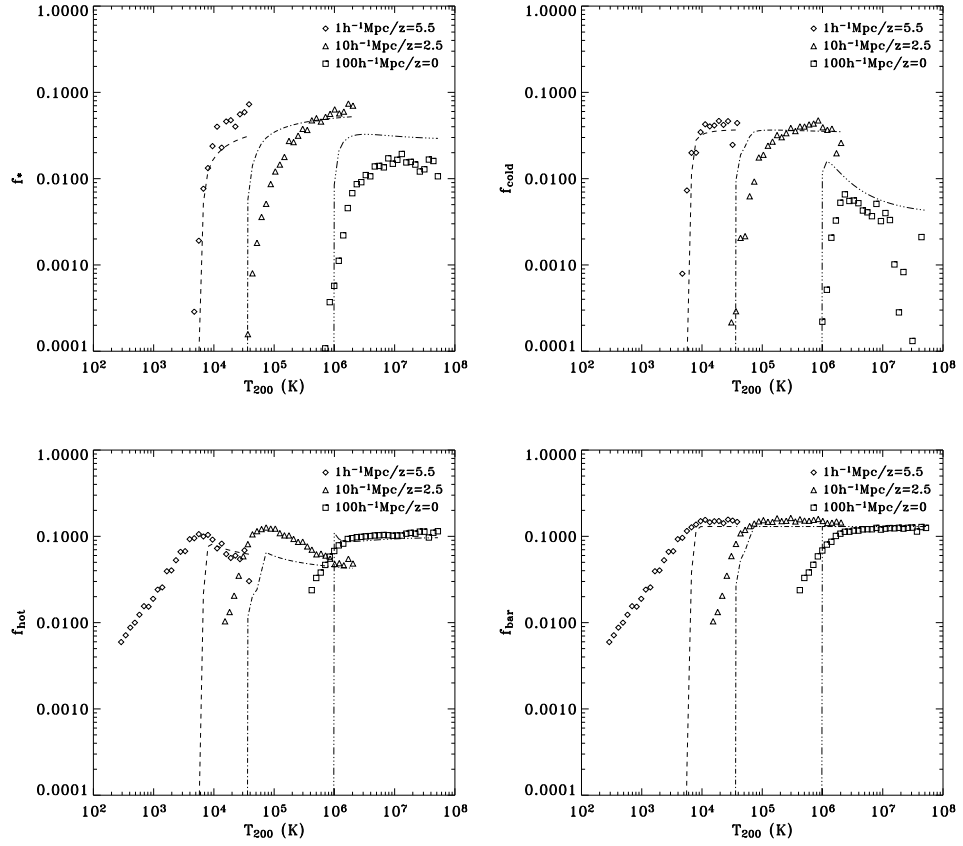 1.0000
0.1000
0.0100
0.0010
0.0001
f*
◇ 1h⁻¹Mpc/z=5.5
△ 10h⁻¹Mpc/z=2.5
□ 100h⁻¹Mpc/z=0
10² 10³ 10⁴ 10⁵ 10⁶ 10⁷ 10⁸
T₂₀₀ (K)
1.0000
0.1000
0.0100
0.0010
0.0001
f_cold
◇ 1h⁻¹Mpc/z=5.5
△ 10h⁻¹Mpc/z=2.5
□ 100h⁻¹Mpc/z=0
10² 10³ 10⁴ 10⁵ 10⁶ 10⁷ 10⁸
T₂₀₀ (K)
1.0000
0.1000
0.0100
0.0010
0.0001
f_hot
◇ 1h⁻¹Mpc/z=5.5
△ 10h⁻¹Mpc/z=2.5
□ 100h⁻¹Mpc/z=0
10² 10³ 10⁴ 10⁵ 10⁶ 10⁷ 10⁸
T₂₀₀ (K)
1.0000
0.1000
0.0100
0.0010
0.0001
f_bar
◇ 1h⁻¹Mpc/z=5.5
△ 10h⁻¹Mpc/z=2.5
□ 100h⁻¹Mpc/z=0
10² 10³ 10⁴ 10⁵ 10⁶ 10⁷ 10⁸
T₂₀₀ (K)